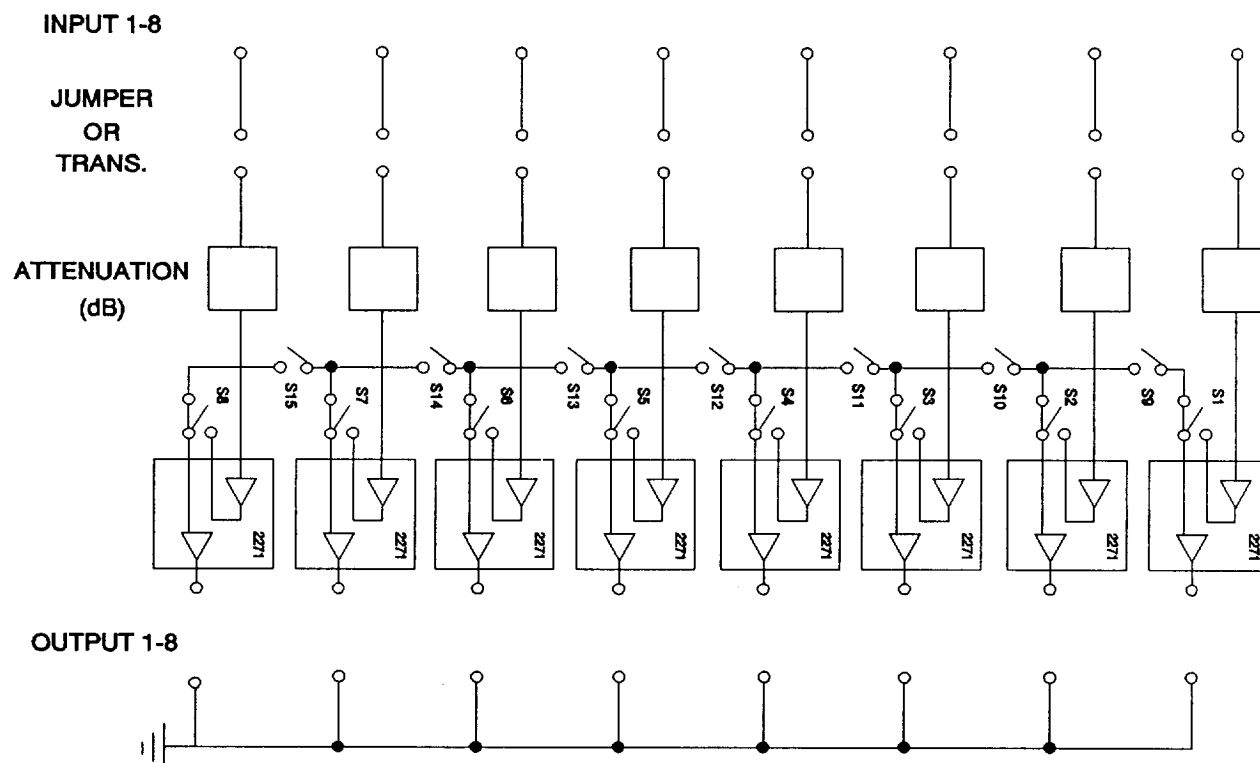 INPUT 1-8
JUMPER
OR
TRANS.
ATTENUATION
(dB)
S8
S15
S7
S14
S6
S13
S5
S12
S4
S11
S3
S10
S2
S9
S1
2271
2271
2271
2271
2271
2271
2271
2271
OUTPUT 1-8